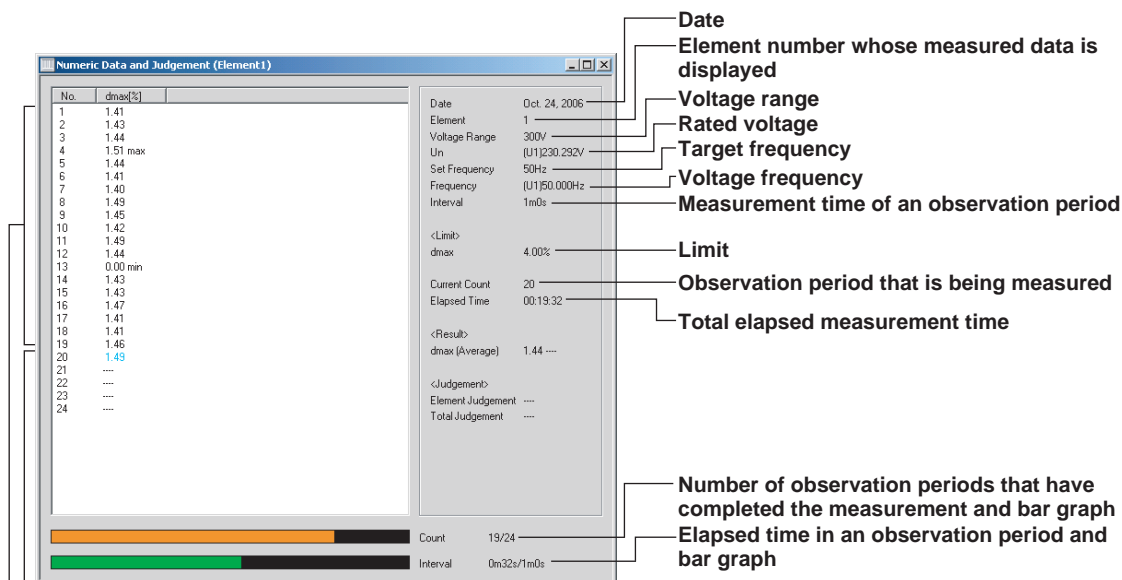 Date
Element number whose measured data is
displayed
Voltage range
Rated voltage
Target frequency
Voltage frequency
Measurement time of an observation period
Limit
Observation period that is being measured
Total elapsed measurement time
Number of observation periods that have
completed the measurement and bar graph
Elapsed time in an observation period and
bar graph
Numeric Data and Judgement (Element1)
No. dmax[%]
1 1.41
2 1.43
3 1.44
4 1.51 max
5 1.44
6 1.41
7 1.40
8 1.49
9 1.45
10 1.42
11 1.49
12 1.44
13 0.00 min
14 1.43
15 1.43
16 1.47
17 1.41
18 1.41
19 1.46
20 1.49
21 ----
22 ----
23 ----
24 ----
Date Oct. 24, 2006
Element 1
Voltage Range 300V
Un (U1)230.292V
Set Frequency 50Hz
Frequency (U1)50.000Hz
Interval 1m0s
<Limit>
dmax 4.00%
Current Count 20
Elapsed Time 00:19:32
<Result>
dmax (Average) 1.44 ----
<Judgement>
Element Judgement ----
Total Judgement ----
Count 19/24
Interval 0m32s/1m0s